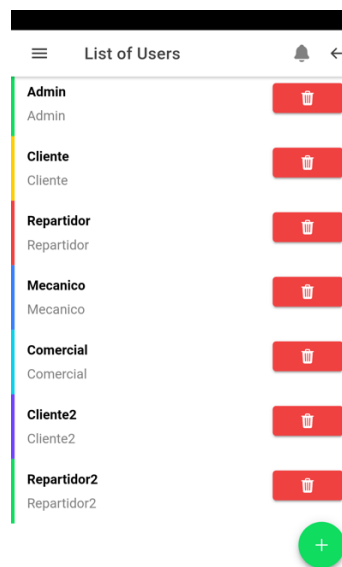 List of Users
Admin
Admin
Cliente
Cliente
Repartidor
Repartidor
Mecanico
Mecanico
Comercial
Comercial
Cliente2
Cliente2
Repartidor2
Repartidor2